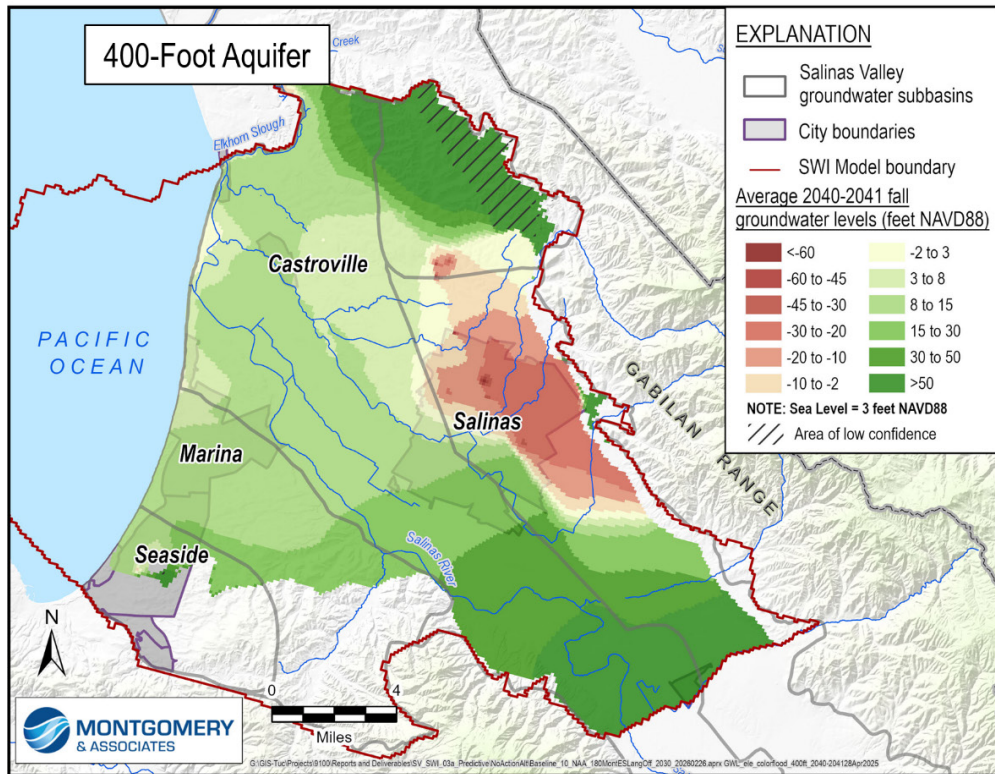 400-Foot Aquifer
Creek
Elkhorn Slough
Castroville
PACIFIC
OCEAN
Salinas
Marina
GABILAN RANGE
Seaside
Salinas River
N
0 4
Miles
MONTGOMERY
& ASSOCIATES
EXPLANATION
Salinas Valley
groundwater subbasins
City boundaries
SWI Model boundary
Average 2040-2041 fall
groundwater levels (feet NAVD88)
<-60 -2 to 3
-60 to -45 3 to 8
-45 to -30 8 to 15
-30 to -20 15 to 30
-20 to -10 30 to 50
-10 to -2 >50
NOTE: Sea Level = 3 feet NAVD88
Area of low confidence